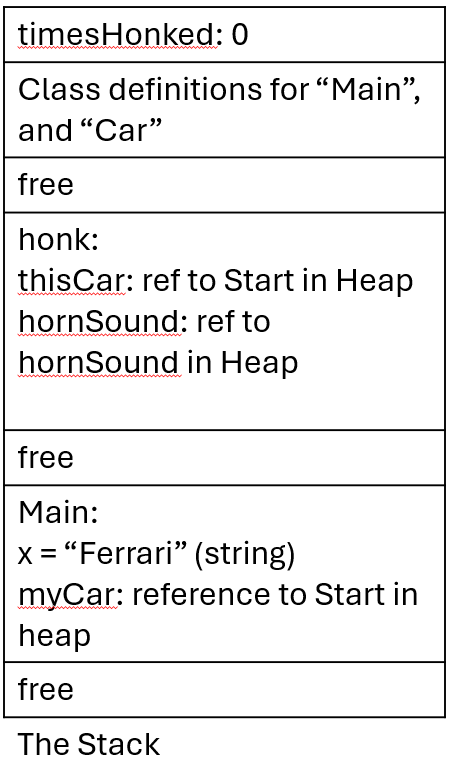 timesHonked: 0
Class definitions for “Main”,
and “Car”
free
honk:
thisCar: ref to Start in Heap
hornSound: ref to
hornSound in Heap
free
Main:
x = “Ferrari” (string)
myCar: reference to Start in
heap
free
The Stack